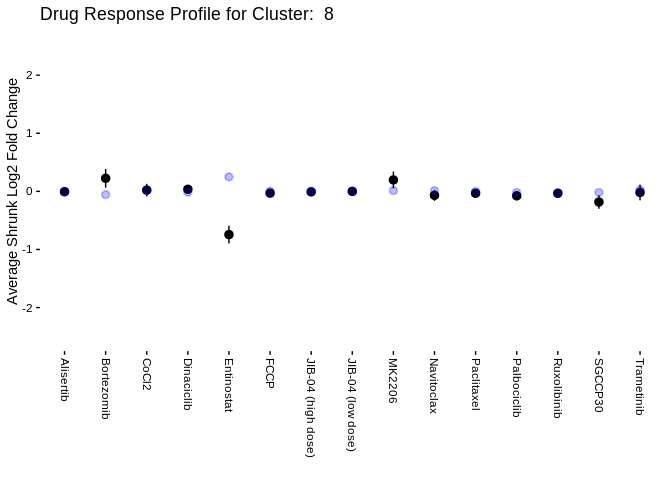 Drug Response Profile for Cluster:  8
Average Shrunk Log2 Fold Change
2
1
0
-1
-2
Alisertib
Bortezomib
CoCl2
Dinaciclib
Entinostat
FCCP
JIB-04 (high dose)
JIB-04 (low dose)
MK2206
Navitoclax
Paclitaxel
Palbociclib
Ruxolibinib
SGCCP30
Trametinib